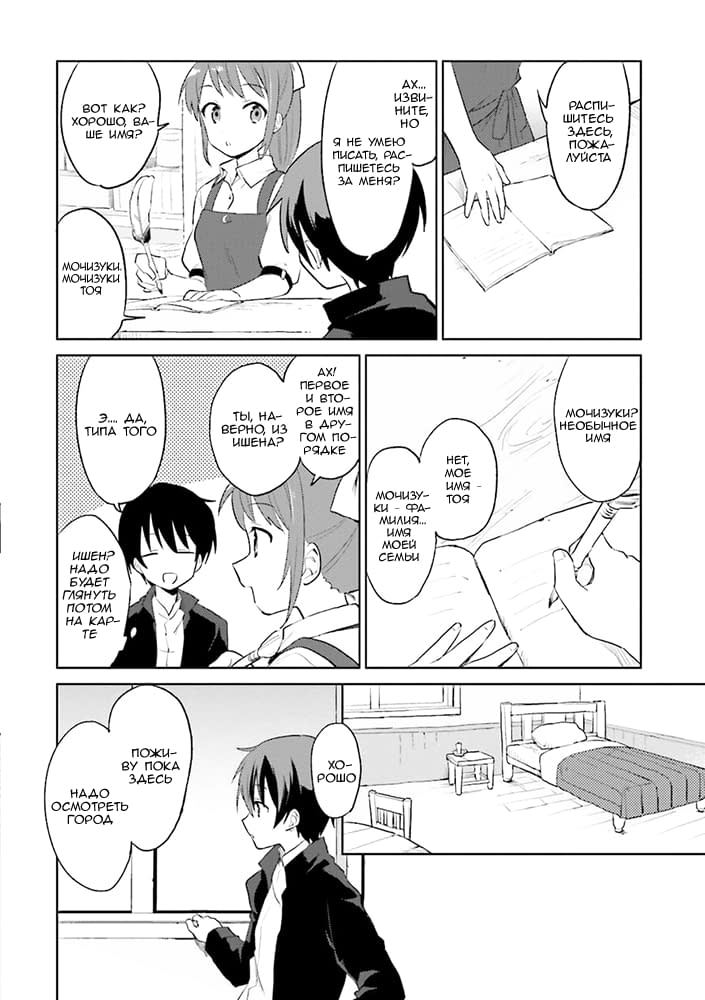 РАСПИ-
ШИТЕСЬ
ЗДЕСЬ,
ПОЖА-
ЛУЙСТА
АХ...
ИЗВИ-
НИТЕ,
НО
Я НЕ УМЕЮ
ПИСАТЬ, РАС-
ПИШЕТЕСЬ
ЗА МЕНЯ?
ВОТ КАК?
ХОРОШО, ВА-
ШЕ ИМЯ?
МОЧИЗУКИ.
МОЧИЗУКИ
ТОЯ
МОЧИЗУКИ?
НЕОБЫЧНОЕ
ИМЯ
НЕТ,
МОЕ
ИМЯ -
ТОЯ
МОЧИЗУ-
КИ - ФА-
МИЛИЯ...
ИМЯ
МОЕЙ
СЕМЬИ
АХ!
ПЕРВОЕ
И ВТО-
РОЕ ИМЯ
В ДРУ-
ГОМ ПО-
РЯДКЕ
ТЫ, НА-
ВЕРНО, ИЗ
ИШЕНА?
Э.... ДА,
ТИПА ТОГО
ИШЕН?
НАДО
БУДЕТ
ГЛЯНУТЬ
ПОТОМ
НА КАР-
ТЕ
ХО-
РОШО
ПОЖИ-
ВУ ПОКА
ЗДЕСЬ
НАДО
ОСМОТРЕТЬ
ГОРОД